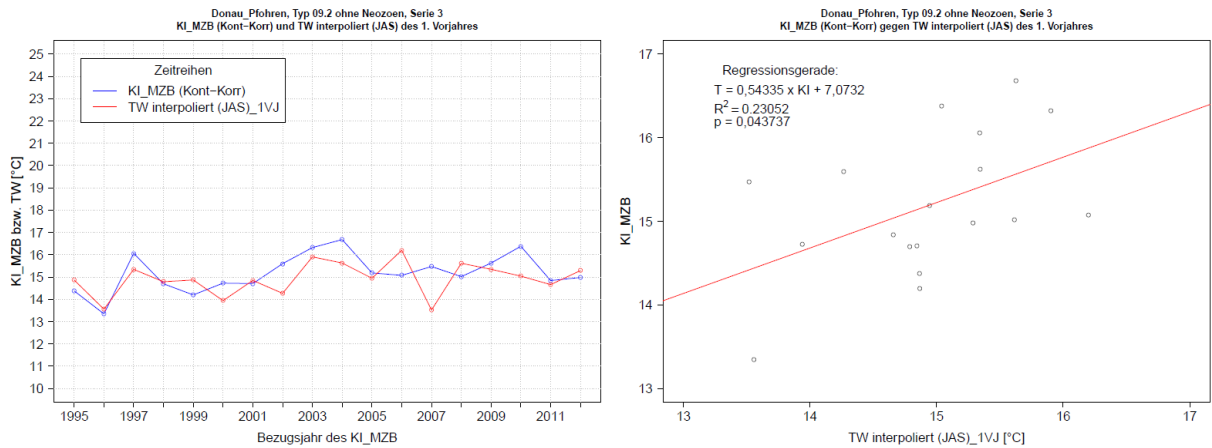 Donau_Pfohren, Typ 09.2 ohne Neozoen, Serie 3
KI_MZB (Kont−Korr) und TW interpoliert (JAS) des 1. Vorjahres
KI_MZB bzw. TW [°C]
25
24
23
22
21
20
19
18
17
16
15
14
13
12
11
10
Zeitreihen
KI_MZB (Kont−Korr)
TW interpoliert (JAS)_1VJ
1995 1997 1999 2001 2003 2005 2007 2009 2011
Bezugsjahr des KI_MZB
Donau_Pfohren, Typ 09.2 ohne Neozoen, Serie 3
KI_MZB (Kont−Korr) gegen TW interpoliert (JAS) des 1. Vorjahres
KI_MZB
17
16
15
14
13
Regressionsgerade:
T = 0,54335 x KI + 7,0732
R² = 0.23052
p = 0,043737
13 14 15 16 17
TW interpoliert (JAS)_1VJ [°C]